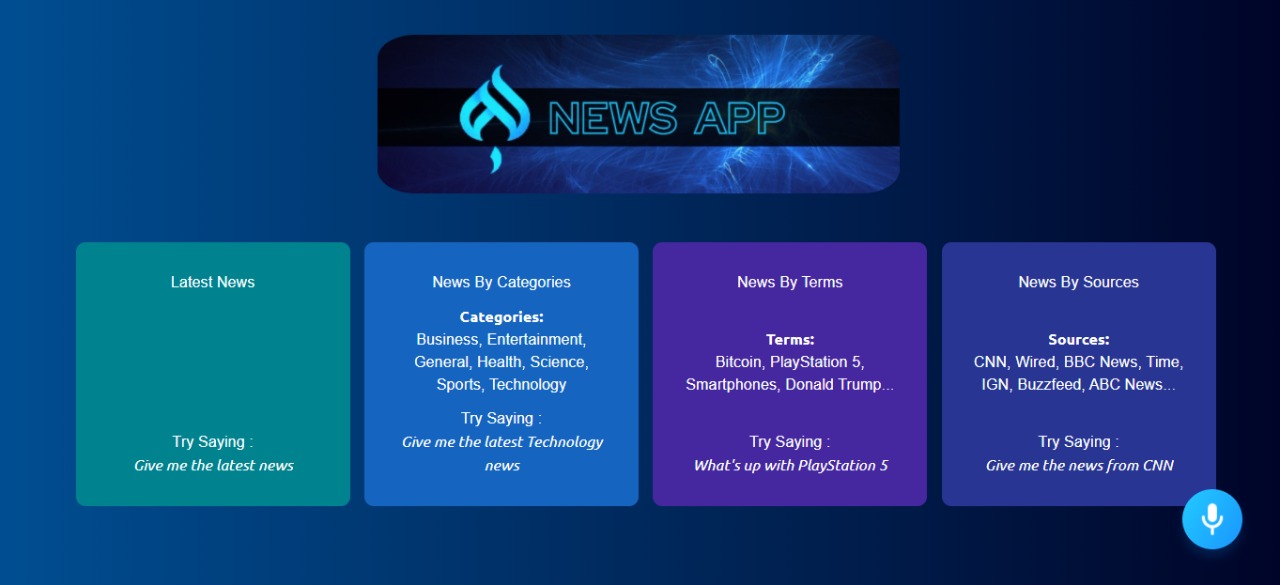 NEWS APP
Latest News
Try Saying :
Give me the latest news
News By Categories
Categories:
Business, Entertainment,
General, Health, Science,
Sports, Technology
Try Saying :
Give me the latest Technology
news
News By Terms
Terms:
Bitcoin, PlayStation 5,
Smartphones, Donald Trump...
Try Saying :
What's up with PlayStation 5
News By Sources
Sources:
CNN, Wired, BBC News, Time,
IGN, Buzzfeed, ABC News...
Try Saying :
Give me the news from CNN